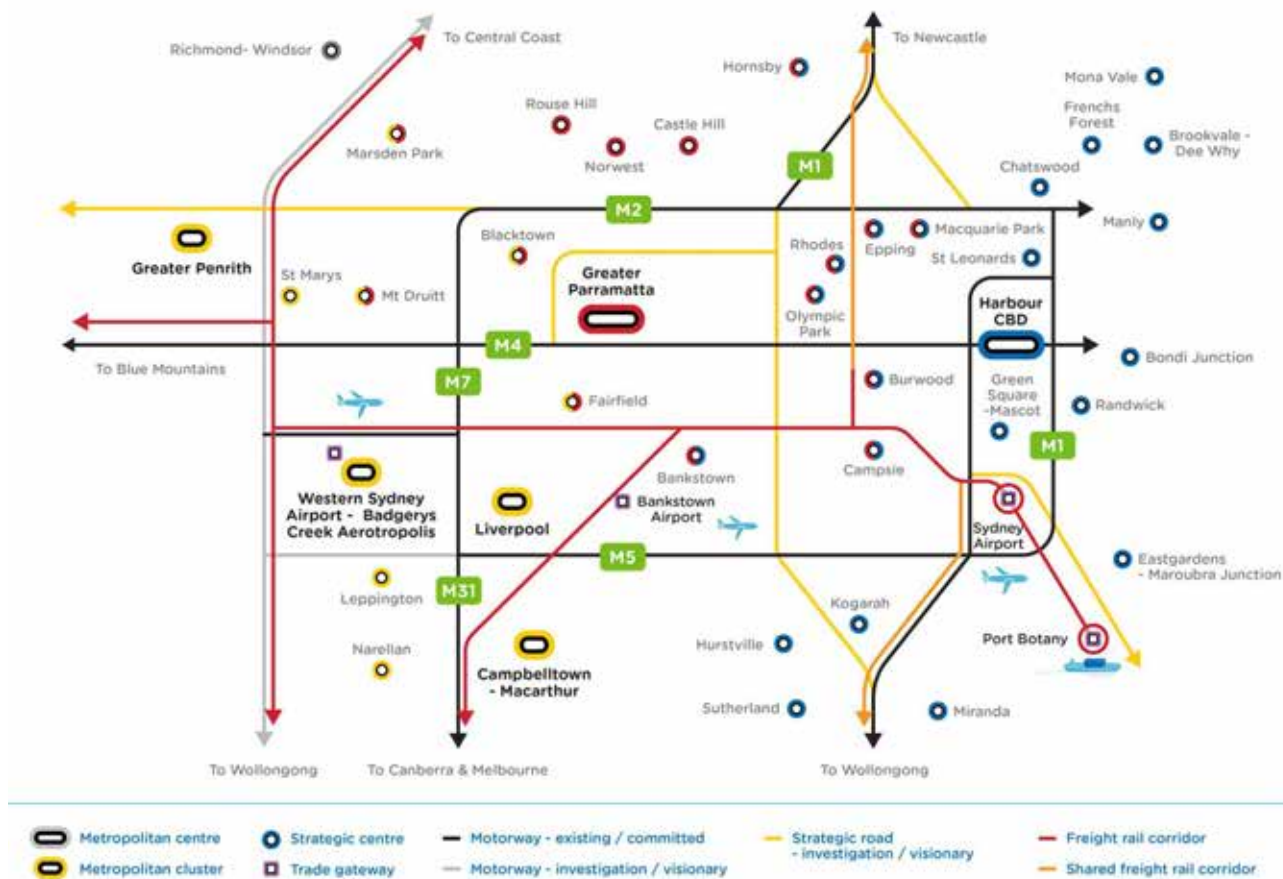 To Central Coast
To Newcastle
Richmond- Windsor
Hornsby
Mona Vale
Rouse Hill
Castle Hill
Frenchs
Forest
Marsden Park
Norwest
M1
Brookvale -
Dee Why
Chatswood
M2
Manly
Greater Penrith
Blacktown
Rhodes
Epping
Macquarie Park
St Leonards
St Marys
Mt Druitt
Greater
Parramatta
Olympic
Park
Harbour
CBD
M4
To Blue Mountains
Bondi Junction
M7
Fairfield
Burwood
Green
Square
-Mascot
Randwick
M1
Bankstown
Campsie
Western Sydney
Airport - Badgerys
Creek Aerotropolis
Liverpool
Bankstown
Airport
Sydney
Airport
M5
Eastgardens
- Maroubra Junction
Leppington
M31
Kogarah
Port Botany
Narellan
Campbelltown
- Macarthur
Hurstville
Sutherland
Miranda
To Wollongong
To Canberra & Melbourne
To Wollongong
Metropolitan centre
Strategic centre
Motorway - existing / committed
Strategic road
- investigation / visionary
Freight rail corridor
Metropolitan cluster
Trade gateway
Motorway - investigation / visionary
Shared freight rail corridor